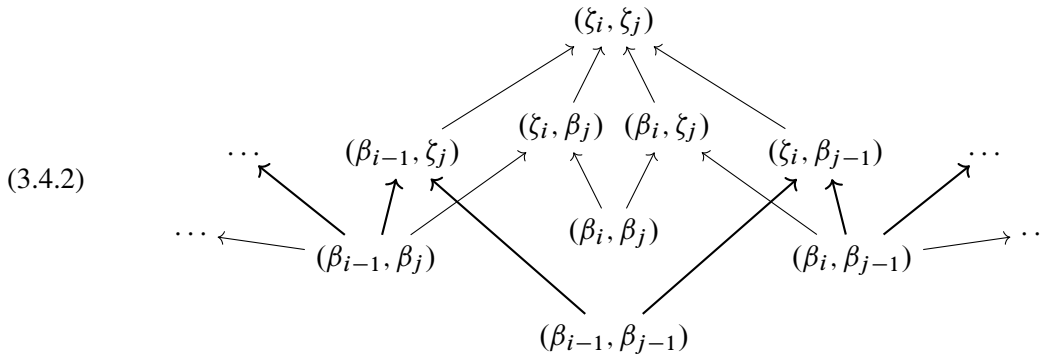 (ζ_i, ζ_j)
(ζ_i, β_j) (β_i, ζ_j)
··· (β_{i−1}, ζ_j) (ζ_i, β_{j−1}) ···
(3.4.2)
··· (β_i, β_j) ···
(β_{i−1}, β_j) (β_i, β_{j−1})
(β_{i−1}, β_{j−1})